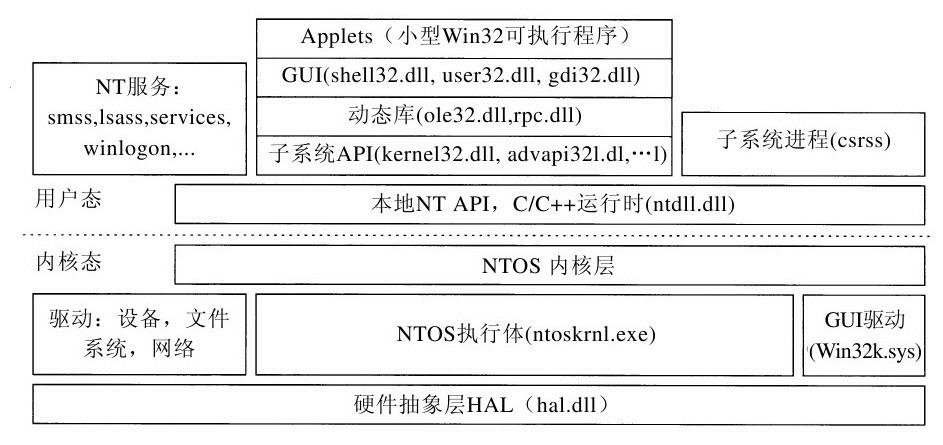 Applets（小型Win32可执行程序）
GUI(shell32.dll, user32.dll, gdi32.dll)
动态库(ole32.dll,rpc.dll)
子系统API(kernel32.dll, advapi32l.dl,…l)
NT服务：
smss,lsass,services,
winlogon,...
子系统进程(csrss)
用户态
本地NT API，C/C++运行时(ntdll.dll)
内核态
NTOS 内核层
驱动：设备，文件
系统，网络
NTOS执行体(ntoskrnl.exe)
GUI驱动
(Win32k.sys)
硬件抽象层HAL（hal.dll）